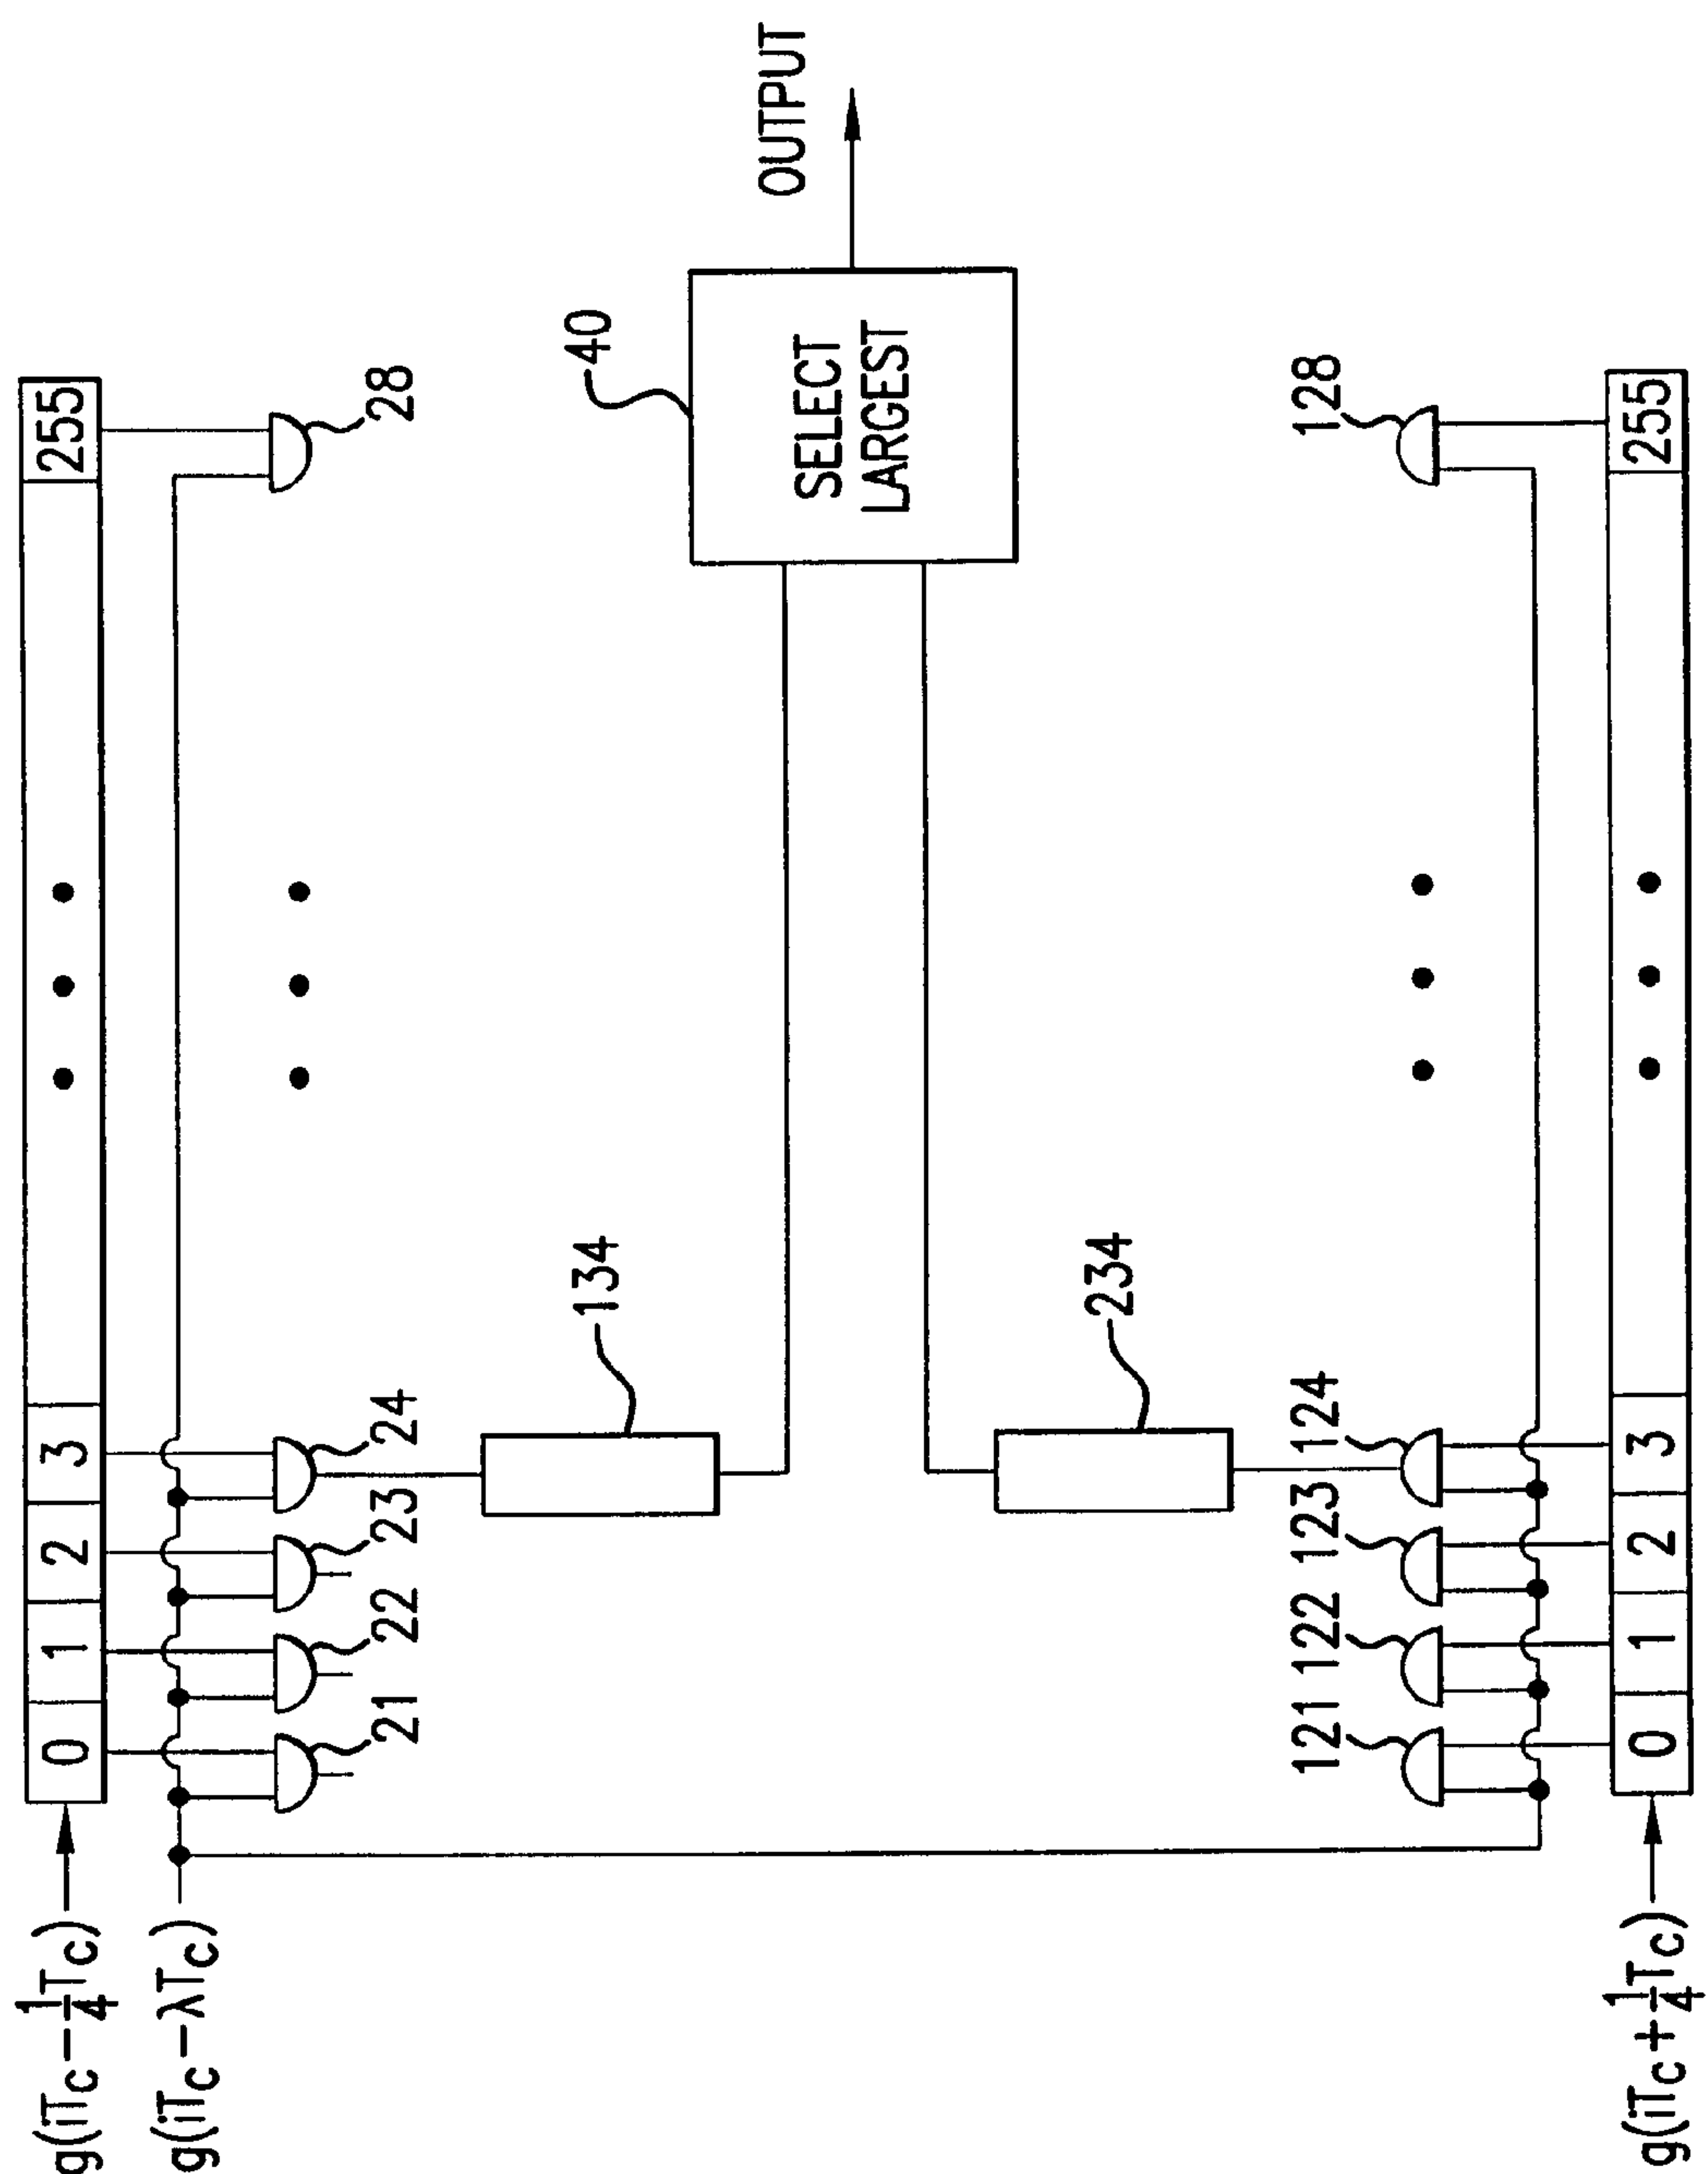 g(iTc-1/4Tc) 0 1 2 3 • • • 255
g(iTc-λTc)
21 22 23 24 28
134
40
SELECT
LARGEST
OUTPUT
234
121 122 123 124 128
g(iTc+1/4Tc) 0 1 2 3 • • • 255